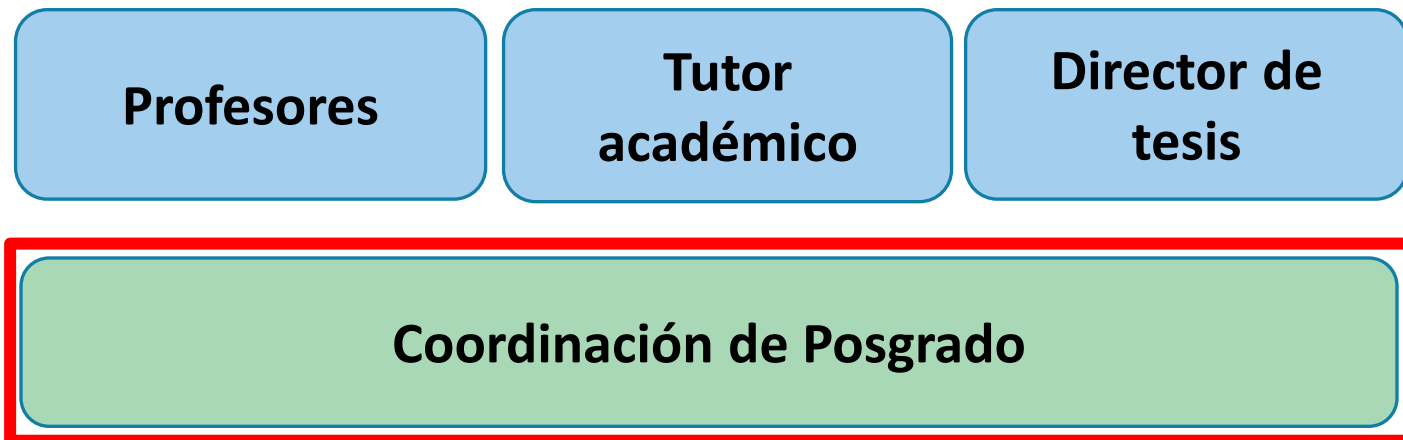 Profesores
Tutor
académico
Director de
tesis
Coordinación de Posgrado